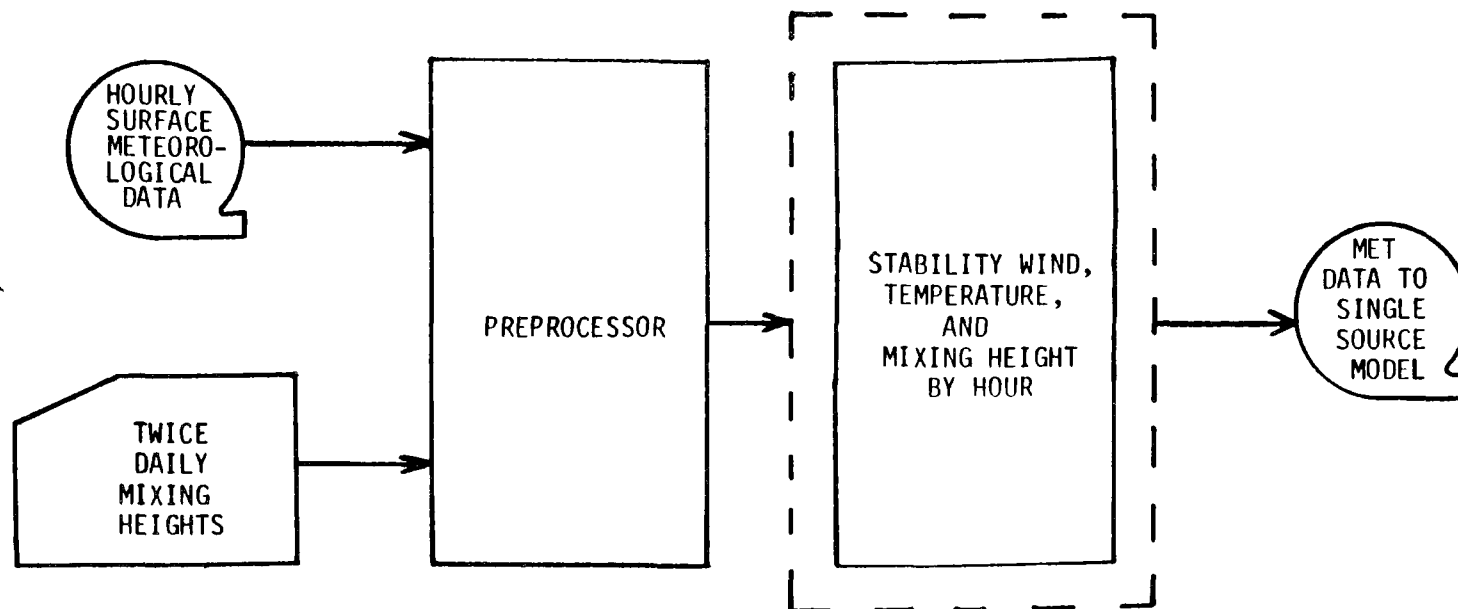 HOURLY
SURFACE
METEORO-
LOGICAL
DATA
TWICE
DAILY
MIXING
HEIGHTS
PREPROCESSOR
STABILITY WIND,
TEMPERATURE,
AND
MIXING HEIGHT
BY HOUR
MET
DATA TO
SINGLE
SOURCE
MODEL